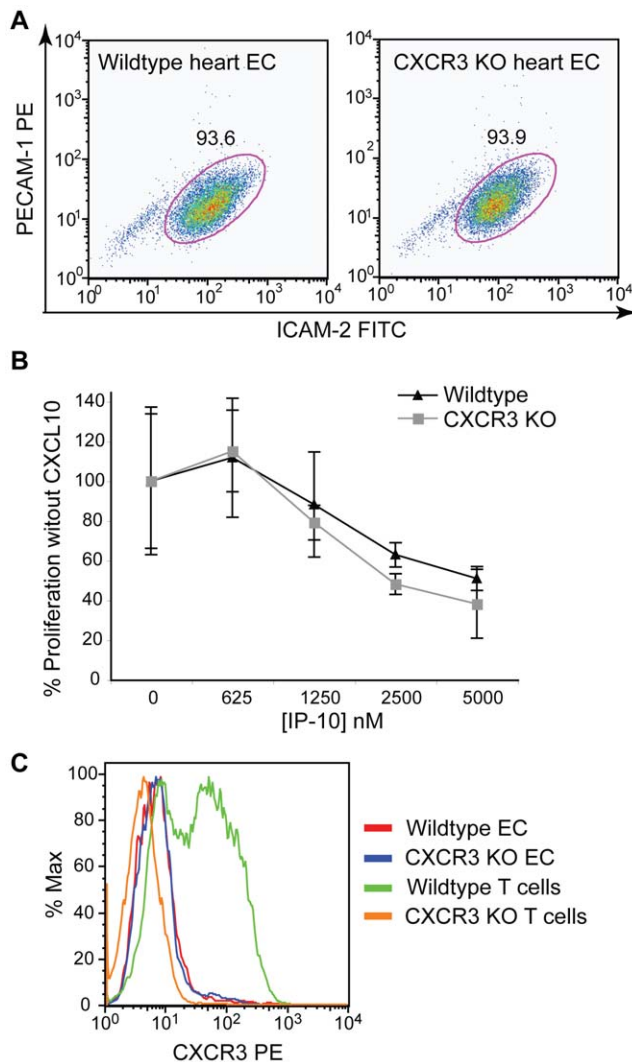 A
Wildtype heart EC
CXCR3 KO heart EC
93.6
93.9
PECAM-1 PE
10⁴
10³
10²
10¹
10⁰
10⁰ 10¹ 10² 10³ 10⁴
10⁴
10³
10²
10¹
10⁰
10⁰ 10¹ 10² 10³ 10⁴
ICAM-2 FITC
B
Wildtype
CXCR3 KO
% Proliferation witout CXCL10
140
120
100
80
60
40
20
0
0 625 1250 2500 5000
[IP-10] nM
C
% Max
100
80
60
40
20
0
10⁰ 10¹ 10² 10³ 10⁴
CXCR3 PE
Wildtype EC
CXCR3 KO EC
Wildtype T cells
CXCR3 KO T cells